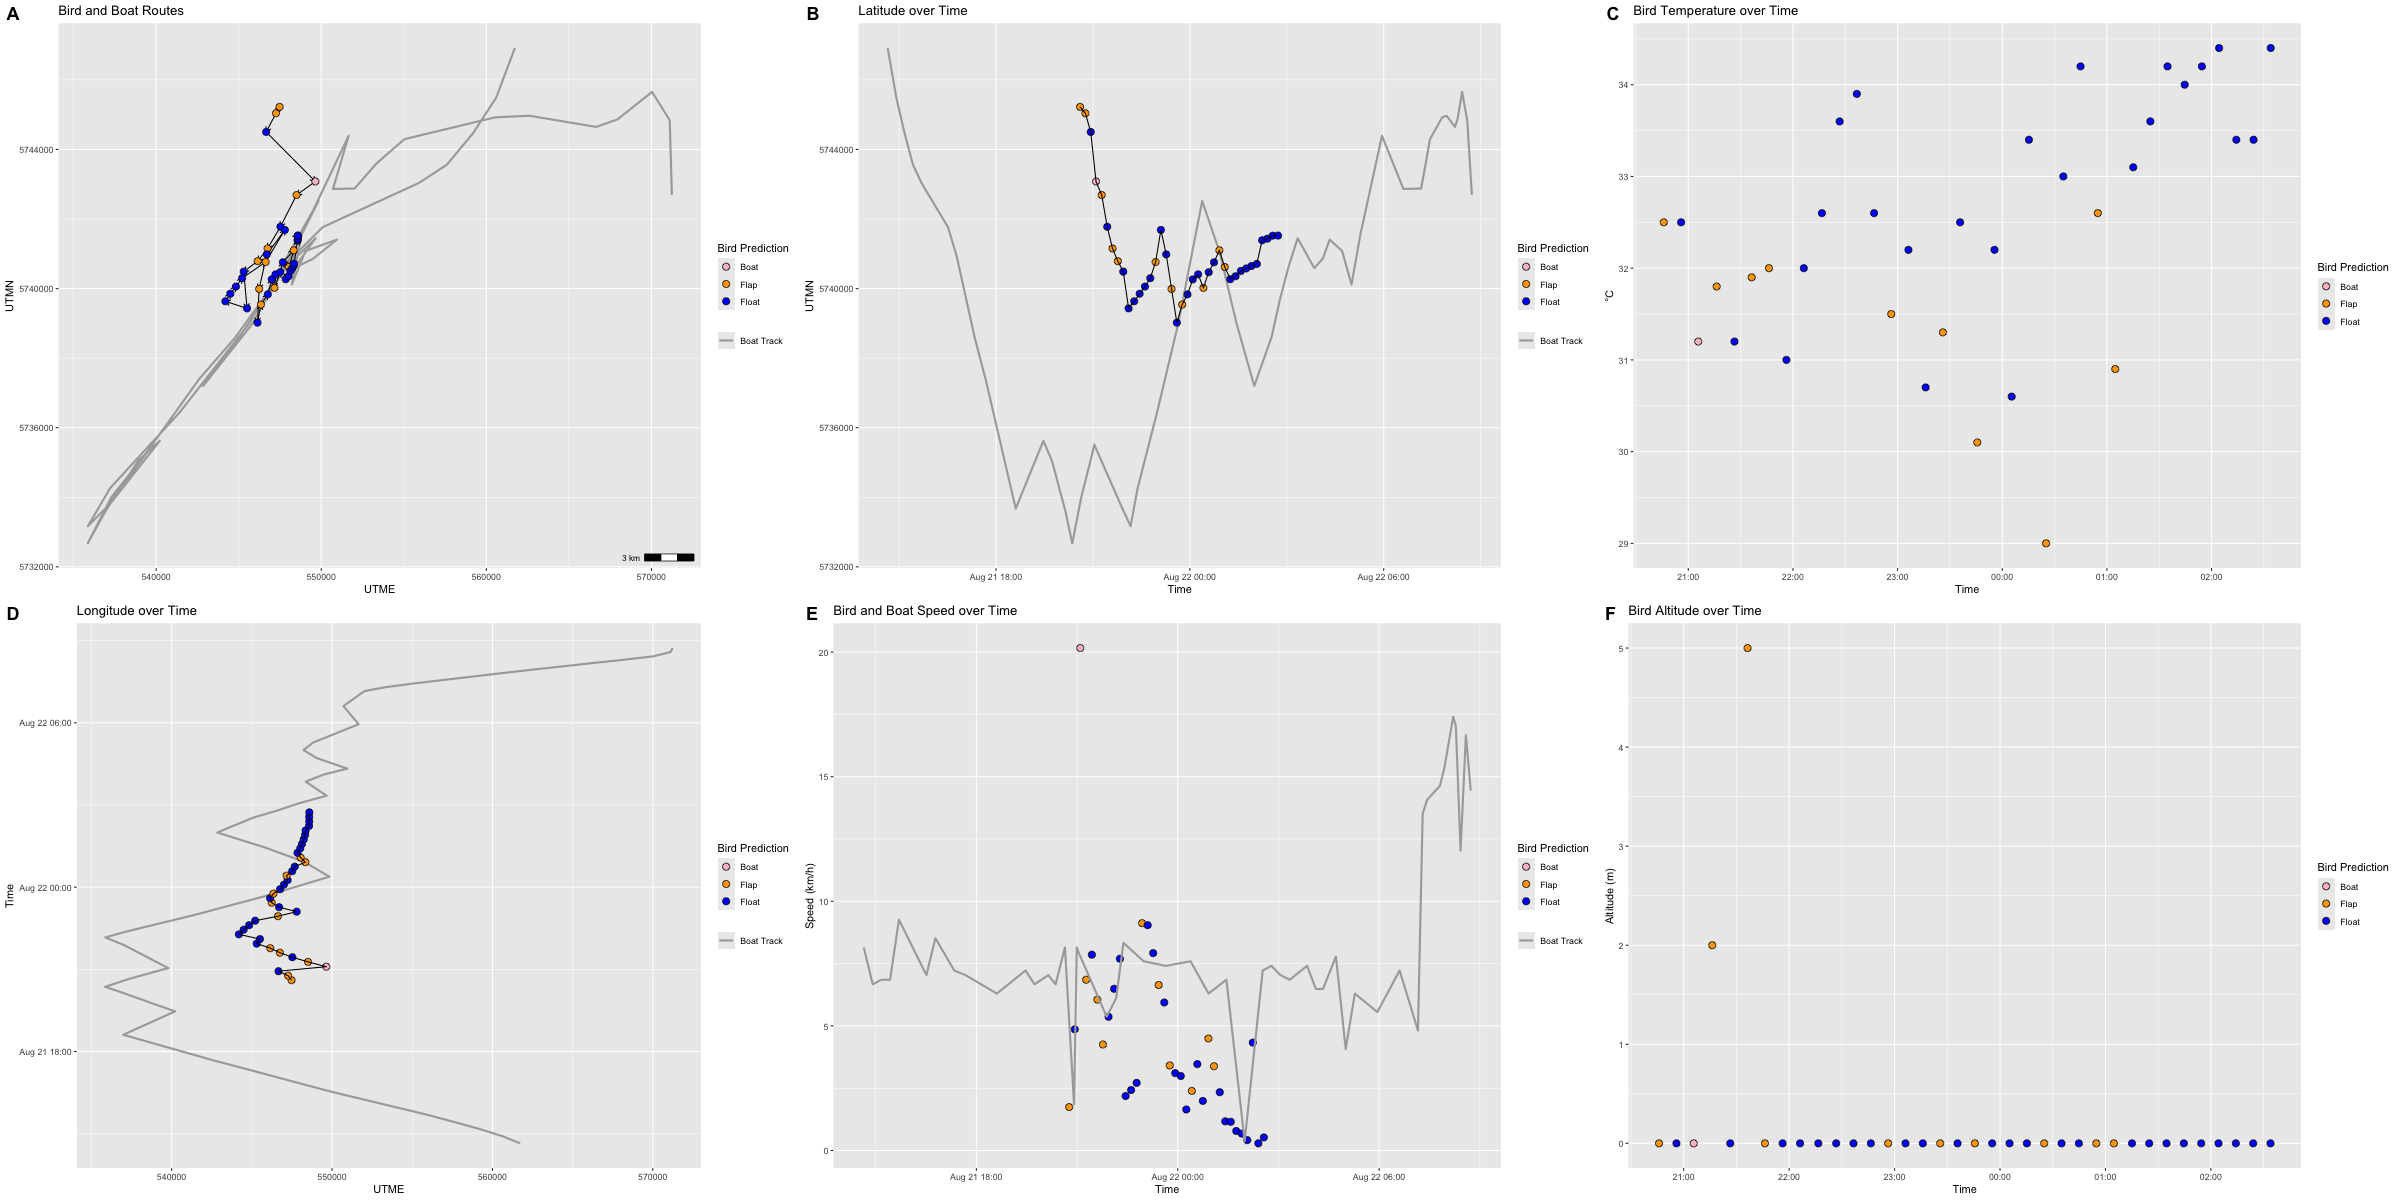 A
Bird and Boat Routes
UTMN
5744000
5740000
5736000
5732000
540000
550000
560000
570000
UTME
3 km
Bird Prediction
Boat
Flap
Float
Boat Track
B
Latitude over Time
UTMN
5744000
5740000
5736000
5732000
Aug 21 18:00
Aug 22 00:00
Aug 22 06:00
Time
Bird Prediction
Boat
Flap
Float
Boat Track
C
Bird Temperature over Time
°C
34
33
32
31
30
29
21:00
22:00
23:00
00:00
01:00
02:00
Time
Bird Prediction
Boat
Flap
Float
D
Longitude over Time
Time
Aug 22 06:00
Aug 22 00:00
Aug 21 18:00
540000
550000
560000
570000
UTME
Bird Prediction
Boat
Flap
Float
Boat Track
E
Bird and Boat Speed over Time
Speed (km/h)
20
15
10
5
0
Aug 21 18:00
Aug 22 00:00
Aug 22 06:00
Time
Bird Prediction
Boat
Flap
Float
Boat Track
F
Bird Altitude over Time
Altitude (m)
5
4
3
2
1
0
21:00
22:00
23:00
00:00
01:00
02:00
Time
Bird Prediction
Boat
Flap
Float